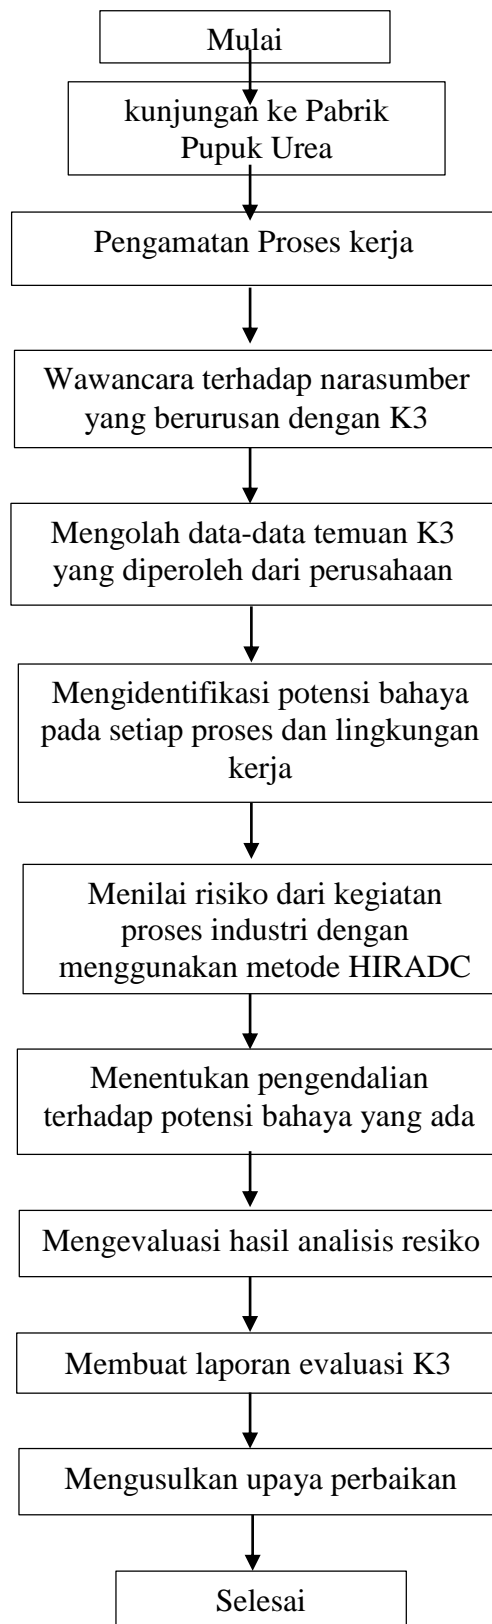 Mulai
kunjungan ke Pabrik
Pupuk Urea
Pengamatan Proses kerja
Wawancara terhadap narasumber
yang berurusan dengan K3
Mengolah data-data temuan K3
yang diperoleh dari perusahaan
Mengidentifikasi potensi bahaya
pada setiap proses dan lingkungan
kerja
Menilai risiko dari kegiatan
proses industri dengan
menggunakan metode HIRADC
Menentukan pengendalian
terhadap potensi bahaya yang ada
Mengevaluasi hasil analisis resiko
Membuat laporan evaluasi K3
Mengusulkan upaya perbaikan
Selesai